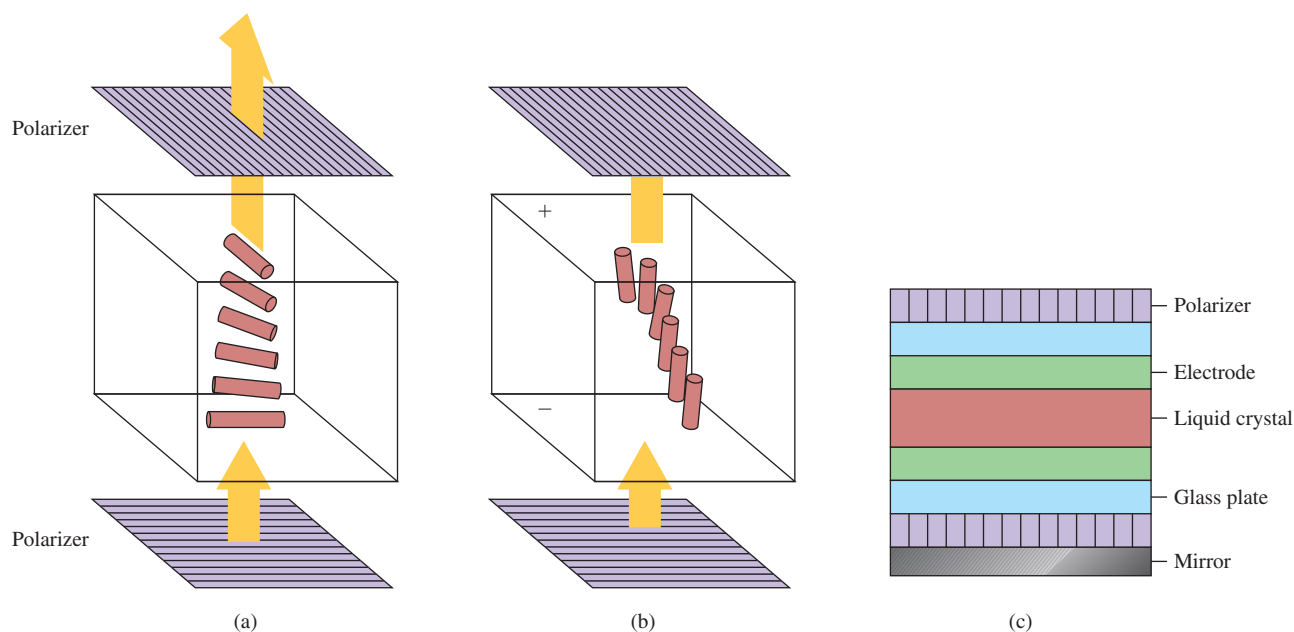 Polarizer
Polarizer
(a)
+
−
(b)
Polarizer
Electrode
Liquid crystal
Glass plate
Mirror
(c)